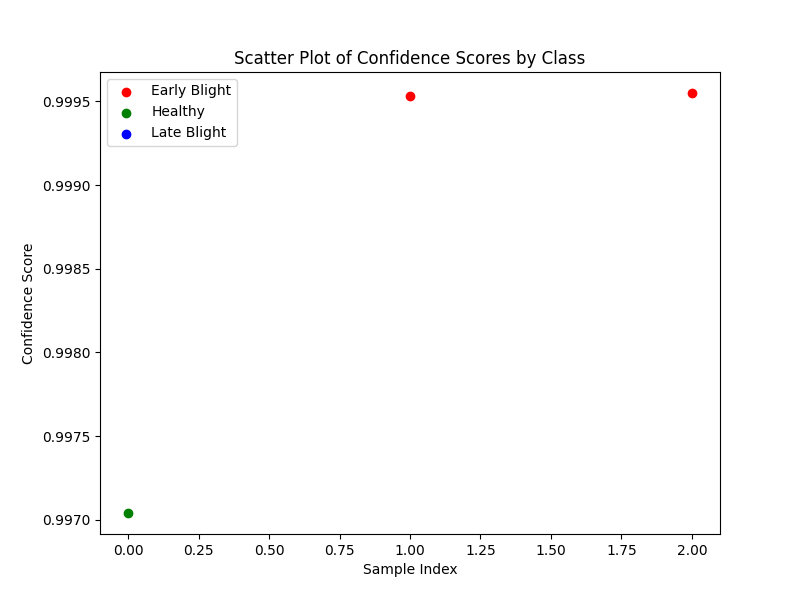 Scatter Plot of Confidence Scores by Class
Early Blight
Healthy
Late Blight
Confidence Score
0.9995
0.9990
0.9985
0.9980
0.9975
0.9970
0.00 0.25 0.50 0.75 1.00 1.25 1.50 1.75 2.00
Sample Index